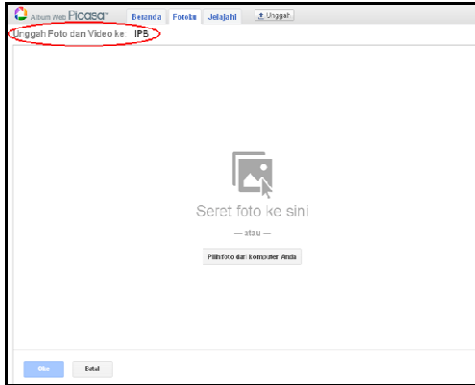 Album Web Picasa™ Beranda Fotoku Jelajahi Unggah
Unggah Foto dan Video ke: IPB
Seret foto ke sini
— atau —
Pilih foto dari komputer Anda
Oke Batal